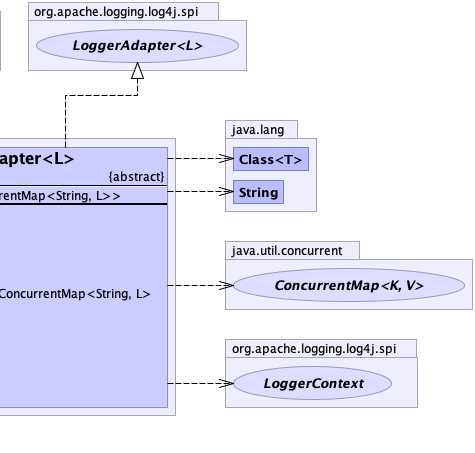 org.apache.logging.log4j.spi
LoggerAdapter<L>
java.lang
Class<T>
String
apter<L>
{abstract}
rentMap<String, L>>
ConcurrentMap<String, L>
java.util.concurrent
ConcurrentMap<K, V>
org.apache.logging.log4j.spi
LoggerContext